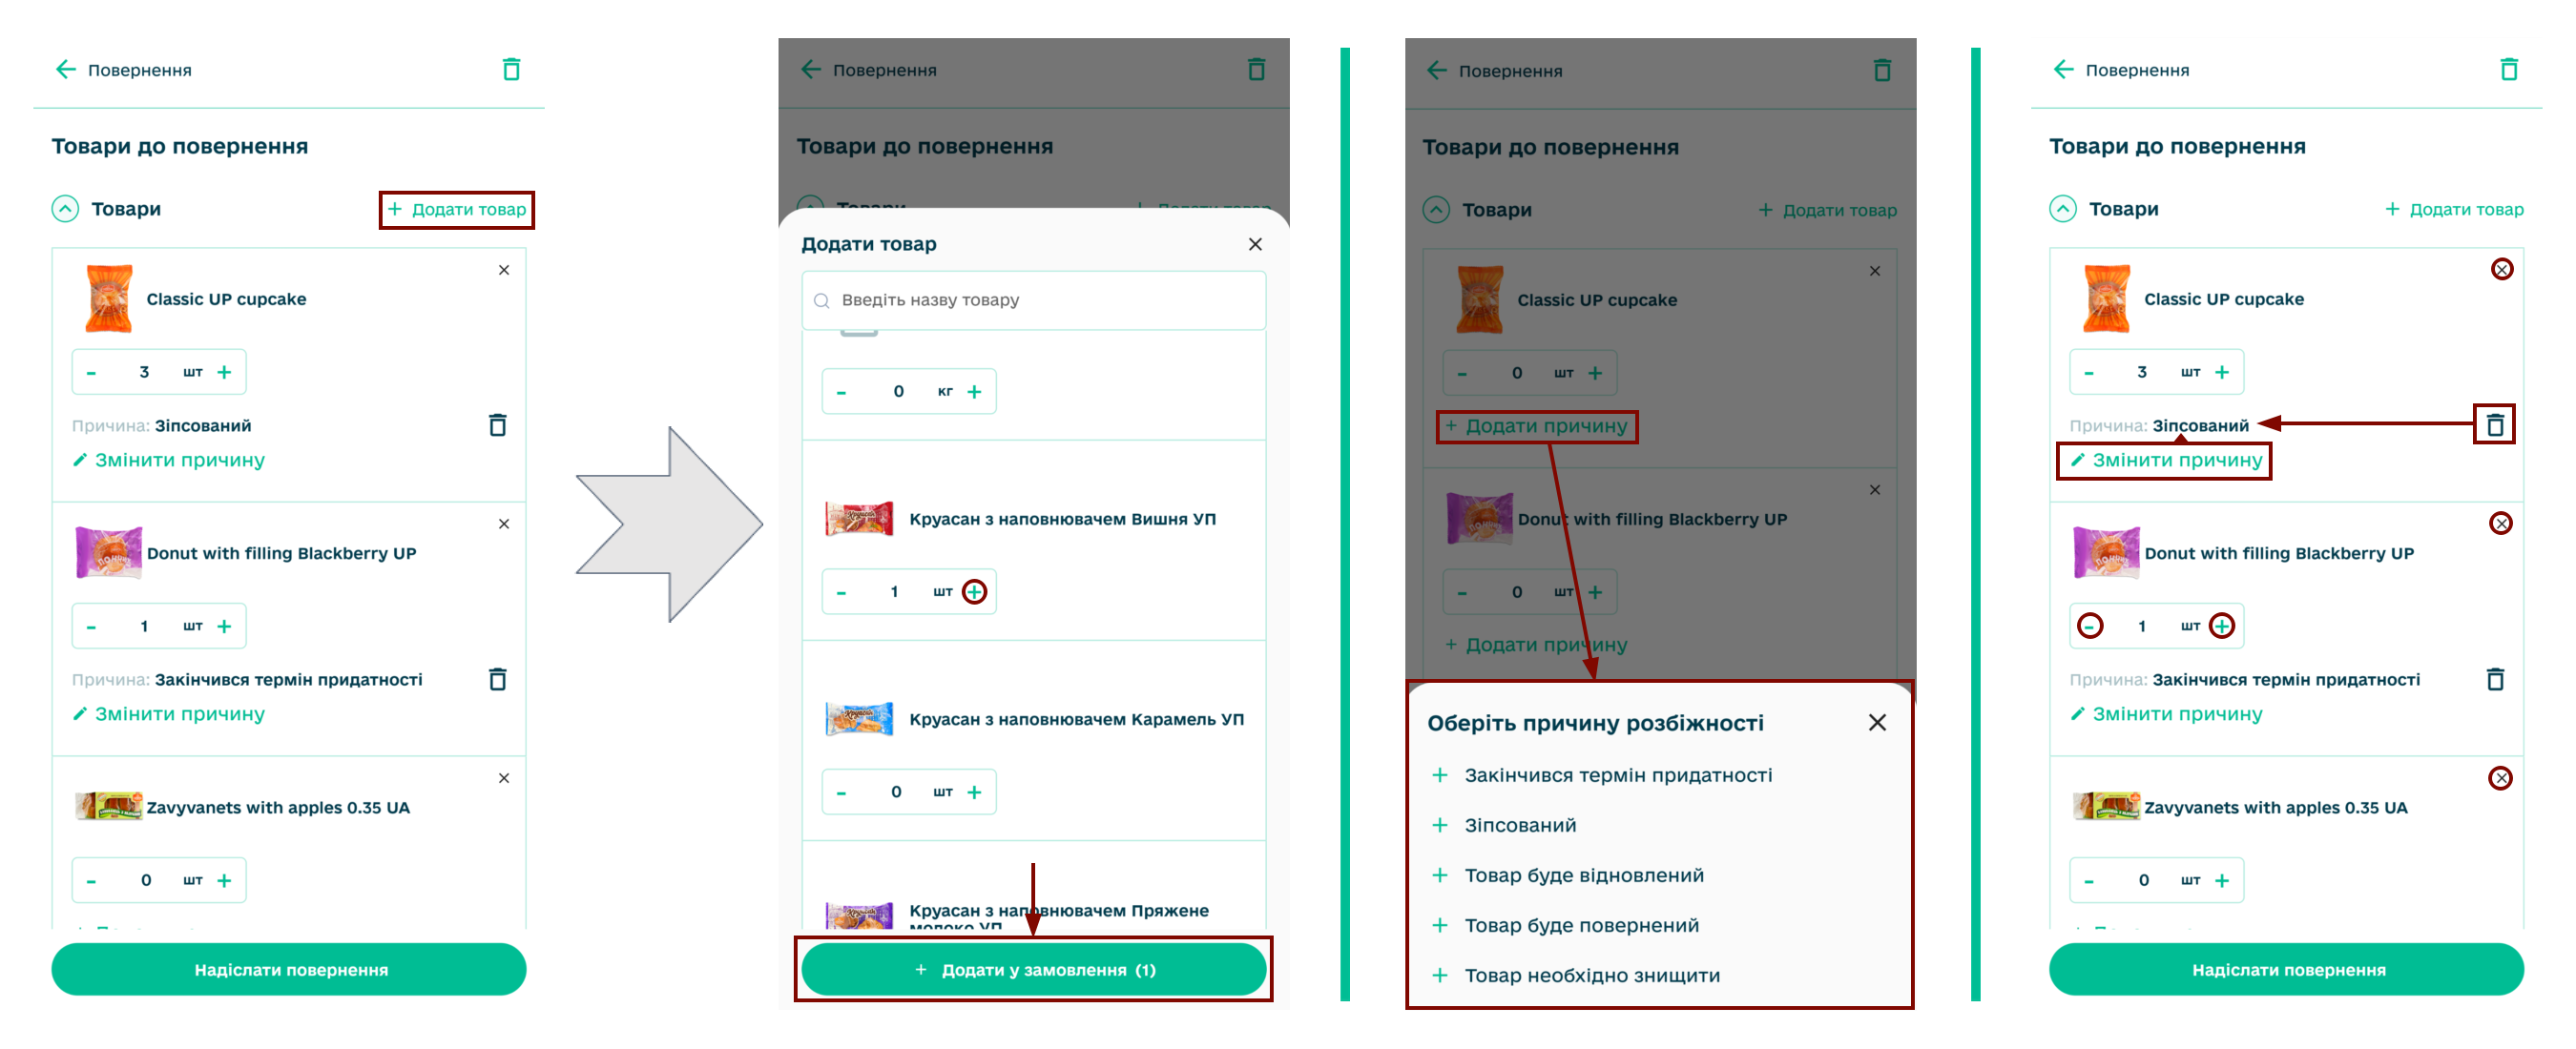 Повернення
Товари до повернення
Товари
+ Додати товар
Classic UP cupcake
- 3 шт +
Причина: Зіпсований
Змінити причину
Donut with filling Blackberry UP
- 1 шт +
Причина: Закінчився термін придатності
Змінити причину
Zavyvanets with apples 0.35 UA
- 0 шт +
Надіслати повернення
Повернення
Товари до повернення
Додати товар
Введіть назву товару
- 0 кг +
Круасан з наповнювачем Вишня УП
- 1 шт +
Круасан з наповнювачем Карамель УП
- 0 шт +
Круасан з наповнювачем Пряжене
молоко УП
+ Додати у замовлення (1)
Повернення
Товари до повернення
Товари
+ Додати товар
Classic UP cupcake
- 0 шт +
+ Додати причину
Donut with filling Blackberry UP
- 0 шт +
+ Додати причину
Оберіть причину розбіжності
+ Закінчився термін придатності
+ Зіпсований
+ Товар буде відновлений
+ Товар буде повернений
+ Товар необхідно знищити
Повернення
Товари до повернення
Товари
+ Додати товар
Classic UP cupcake
- 3 шт +
Причина: Зіпсований
Змінити причину
Donut with filling Blackberry UP
- 1 шт +
Причина: Закінчився термін придатності
Змінити причину
Zavyvanets with apples 0.35 UA
- 0 шт +
Надіслати повернення